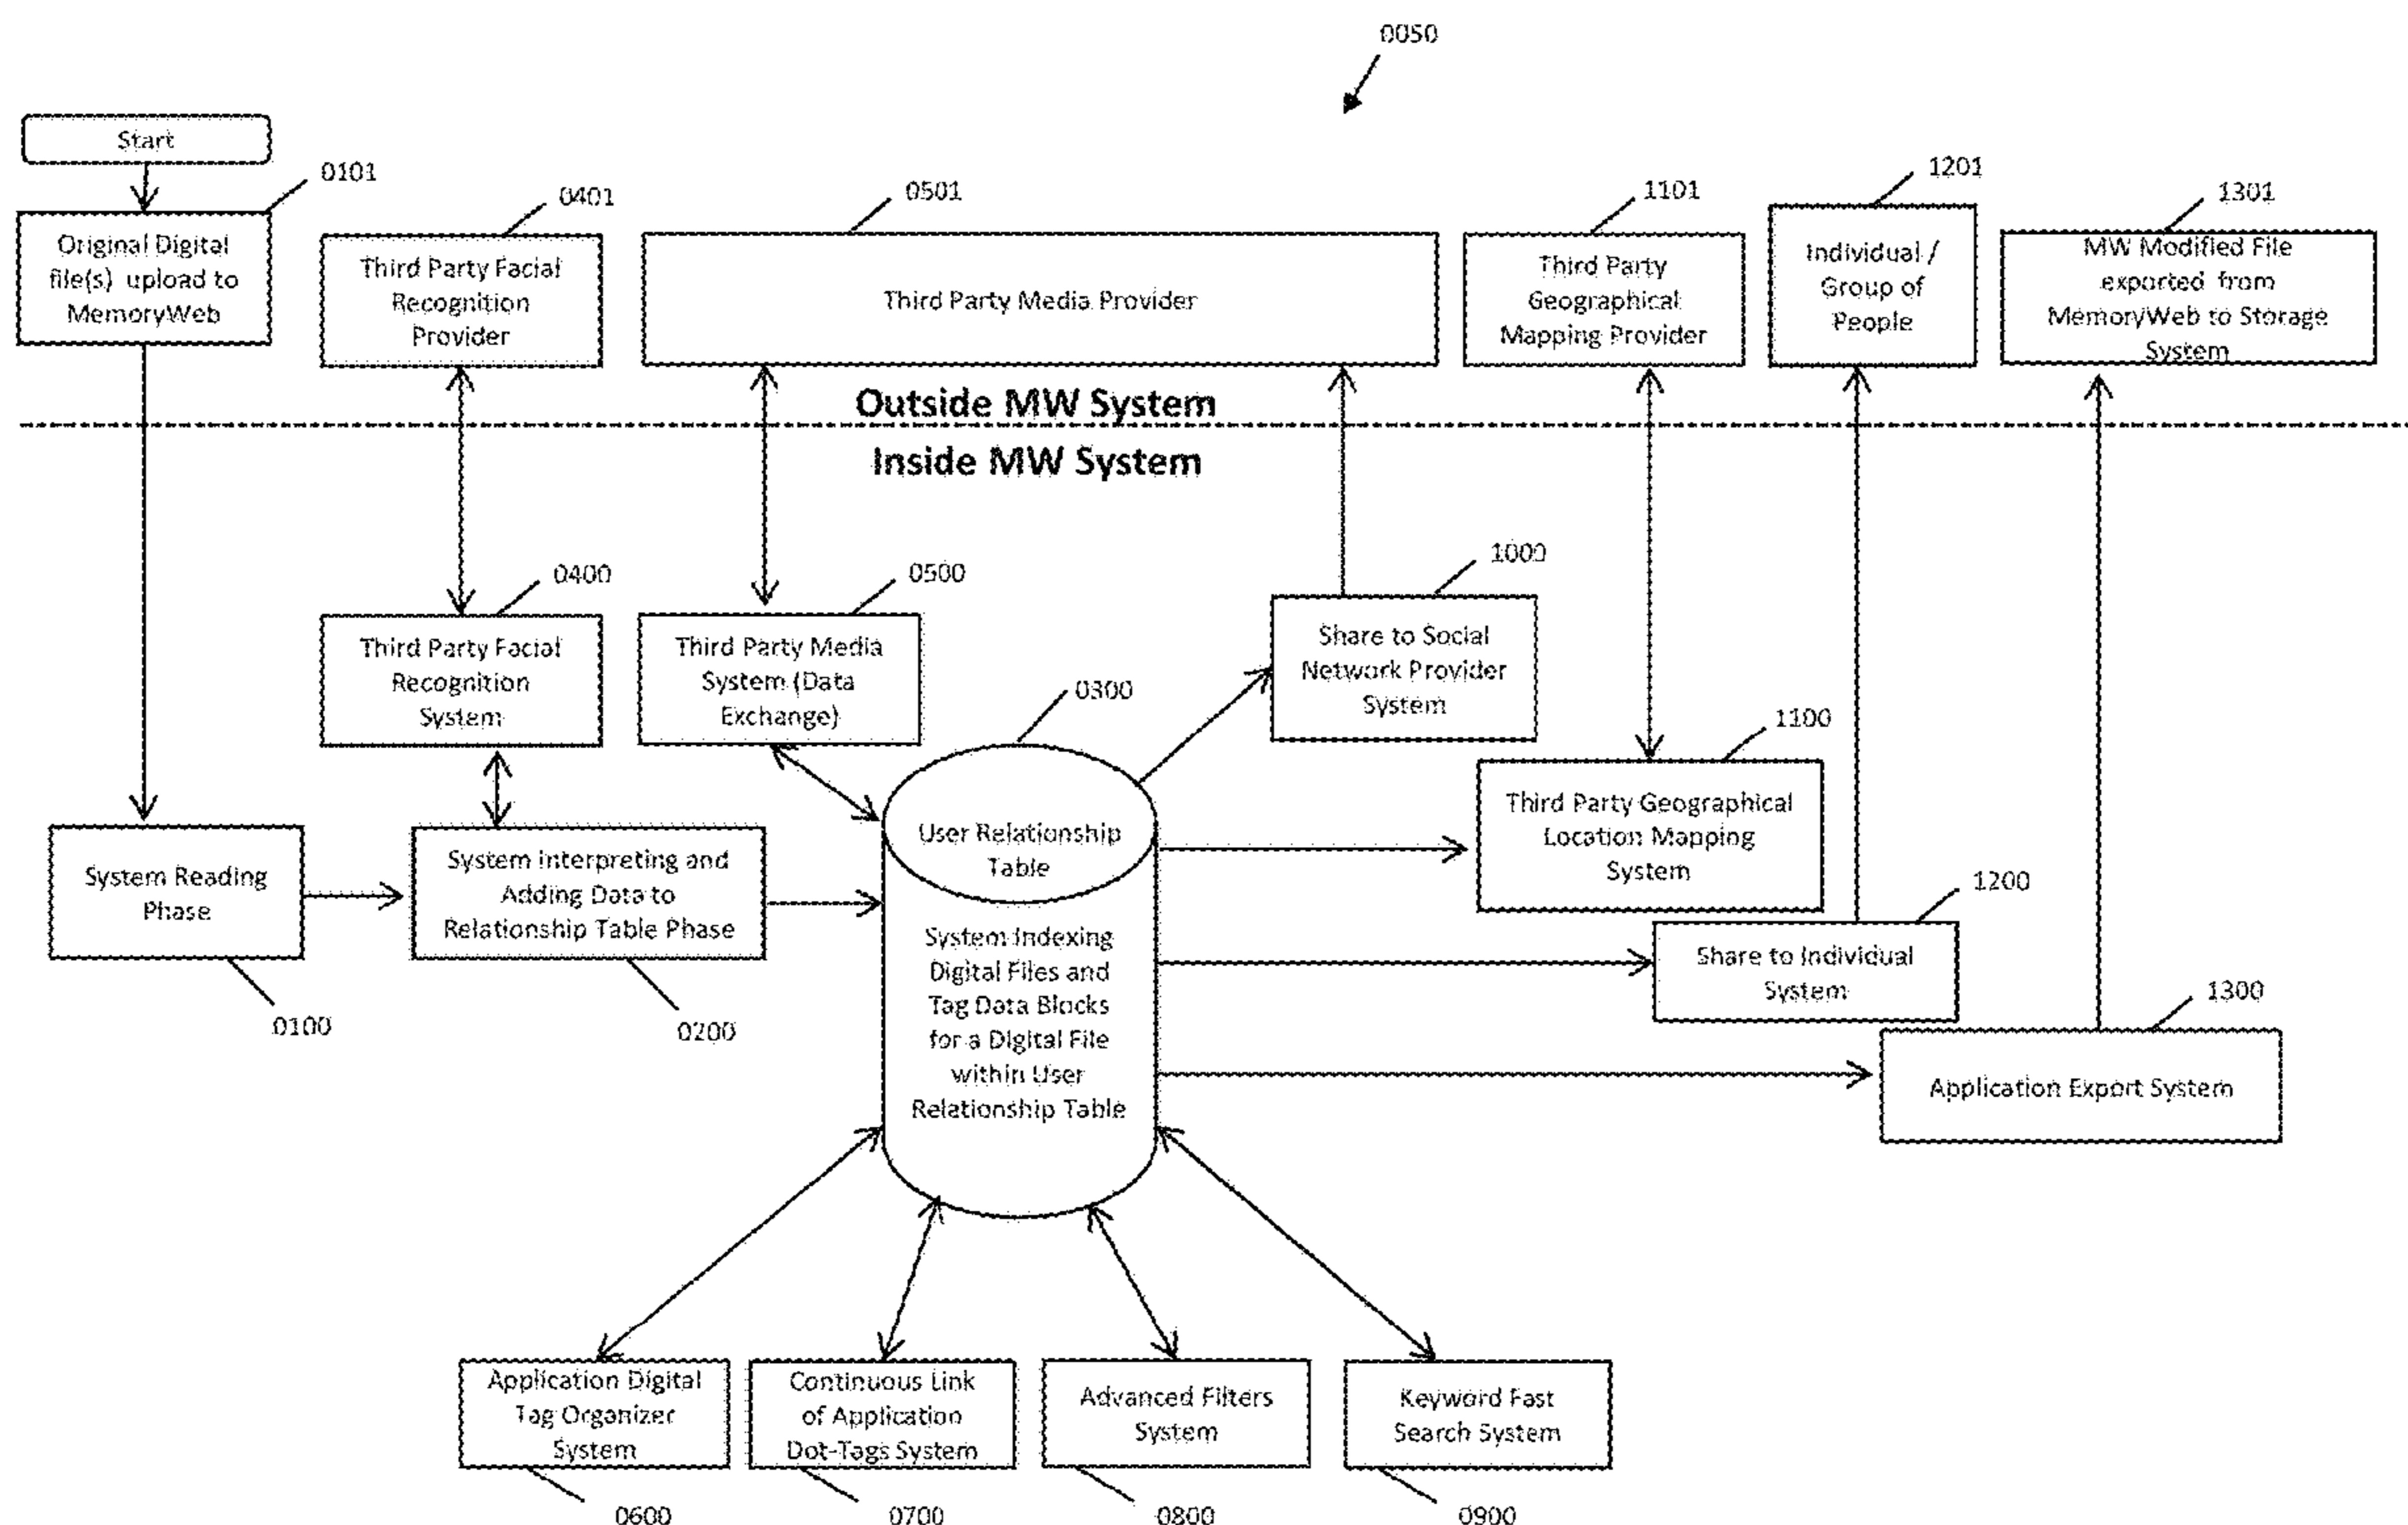 0050
Start
0101
0401
0501
1101
1201
1301
Original Digital
file(s) upload to
MemoryWeb
Third Party Facial
Recognition
Provider
Third Party Media Provider
Third Party
Geographical
Mapping Provider
Individual /
Group of
People
MW Modified File
exported from
MemoryWeb to Storage
System
Outside MW System
Inside MW System
0400
0500
1000
Third Party Facial
Recognition
System
Third Party Media
System (Data
Exchange)
0300
Share to Social
Network Provider
System
1100
Third Party Geographical
Location Mapping
System
System Reading
Phase
System Interpreting and
Adding Data to
Relationship Table Phase
User Relationship
Table
System Indexing
Digital Files and
Tag Data Blocks
for a Digital File
within User
Relationship Table
1200
Share to Individual
System
0100
0200
1300
Application Export System
Application Digital
Tag Organizer
System
Continuous Link
of Application
Dot-Tags System
Advanced Filters
System
Keyword Fast
Search System
0600
0700
0800
0900